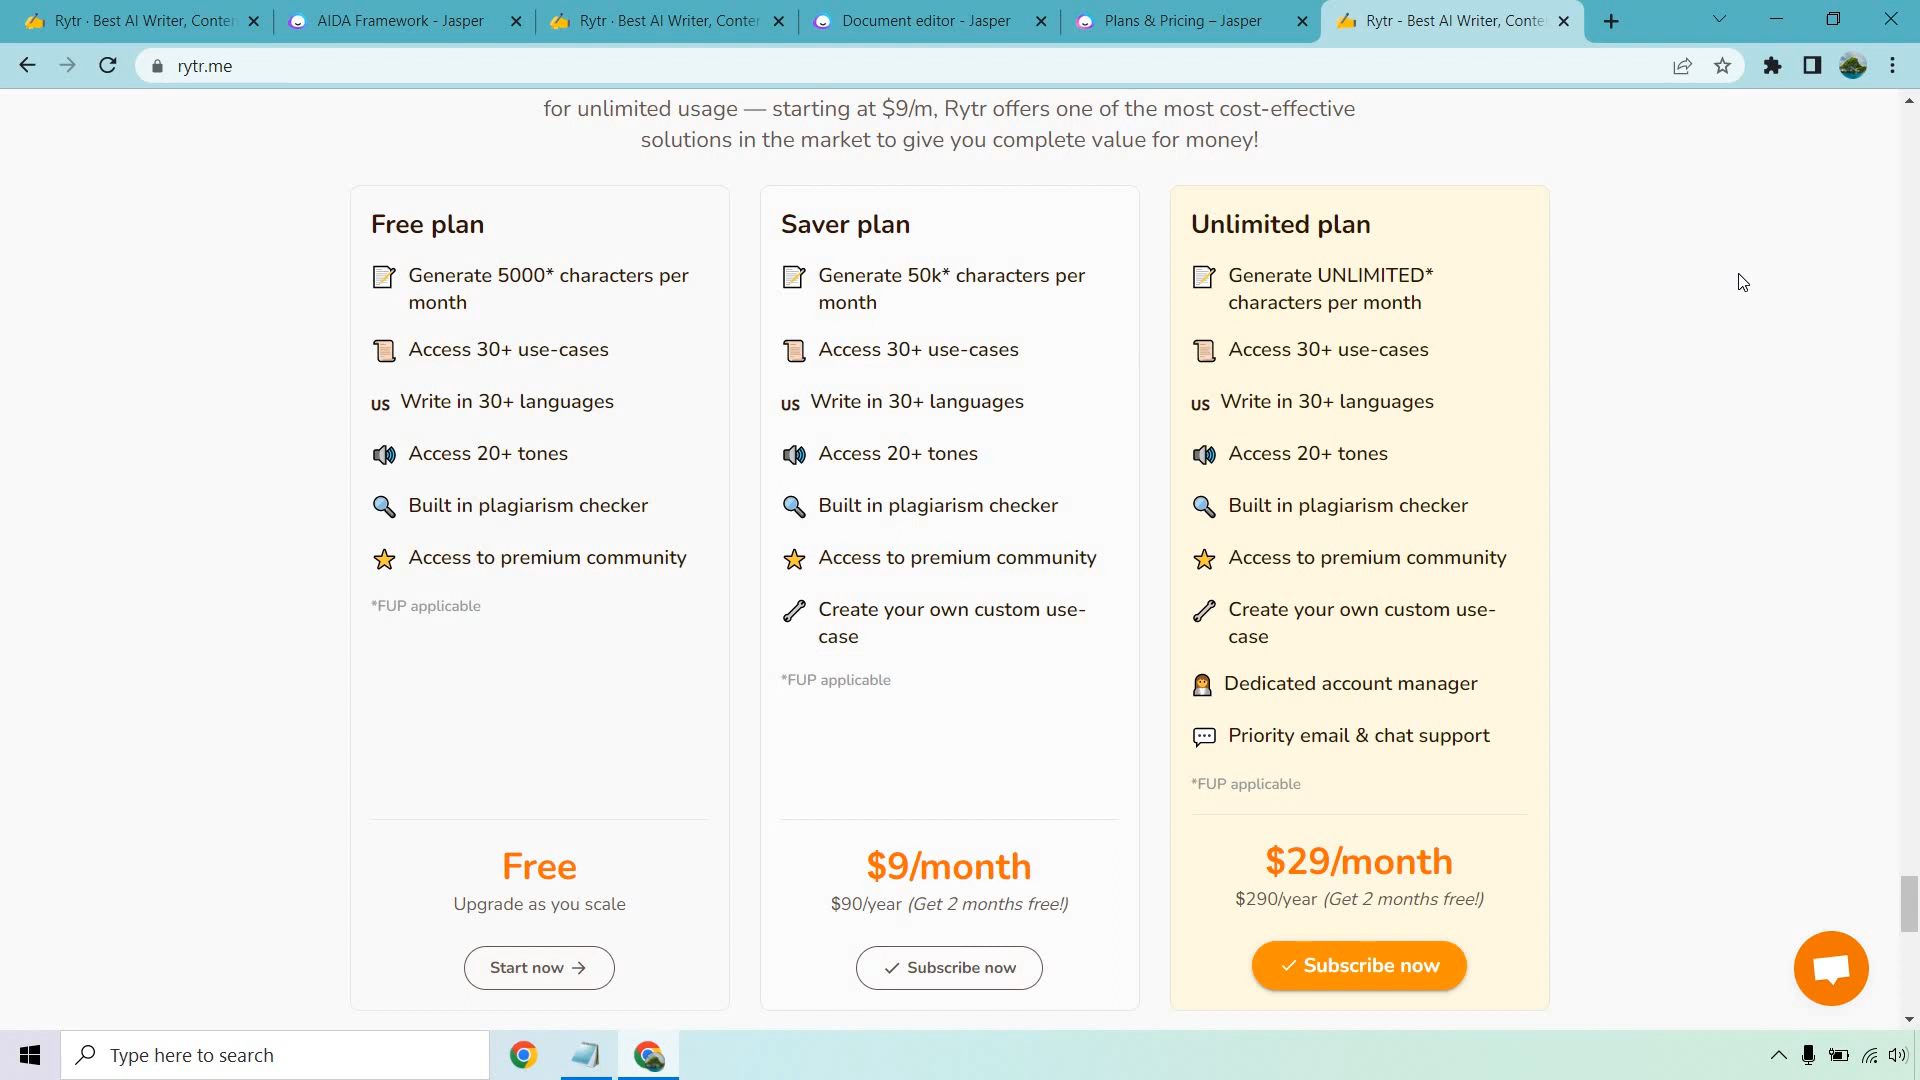 Rytr · Best AI Writer, Conten
AIDA Framework - Jasper
Rytr · Best AI Writer, Conter
Document editor - Jasper
Plans & Pricing – Jasper
Rytr - Best AI Writer, Conte
rytr.me
for unlimited usage — starting at $9/m, Rytr offers one of the most cost-effective
solutions in the market to give you complete value for money!
Free plan
Generate 5000* characters per
month
Access 30+ use-cases
US Write in 30+ languages
Access 20+ tones
Built in plagiarism checker
Access to premium community
*FUP applicable
Free
Upgrade as you scale
Start now →
Saver plan
Generate 50k* characters per
month
Access 30+ use-cases
US Write in 30+ languages
Access 20+ tones
Built in plagiarism checker
Access to premium community
Create your own custom use-
case
*FUP applicable
$9/month
$90/year (Get 2 months free!)
✓ Subscribe now
Unlimited plan
Generate UNLIMITED*
characters per month
Access 30+ use-cases
US Write in 30+ languages
Access 20+ tones
Built in plagiarism checker
Access to premium community
Create your own custom use-
case
Dedicated account manager
Priority email & chat support
*FUP applicable
$29/month
$290/year (Get 2 months free!)
✓ Subscribe now
Type here to search